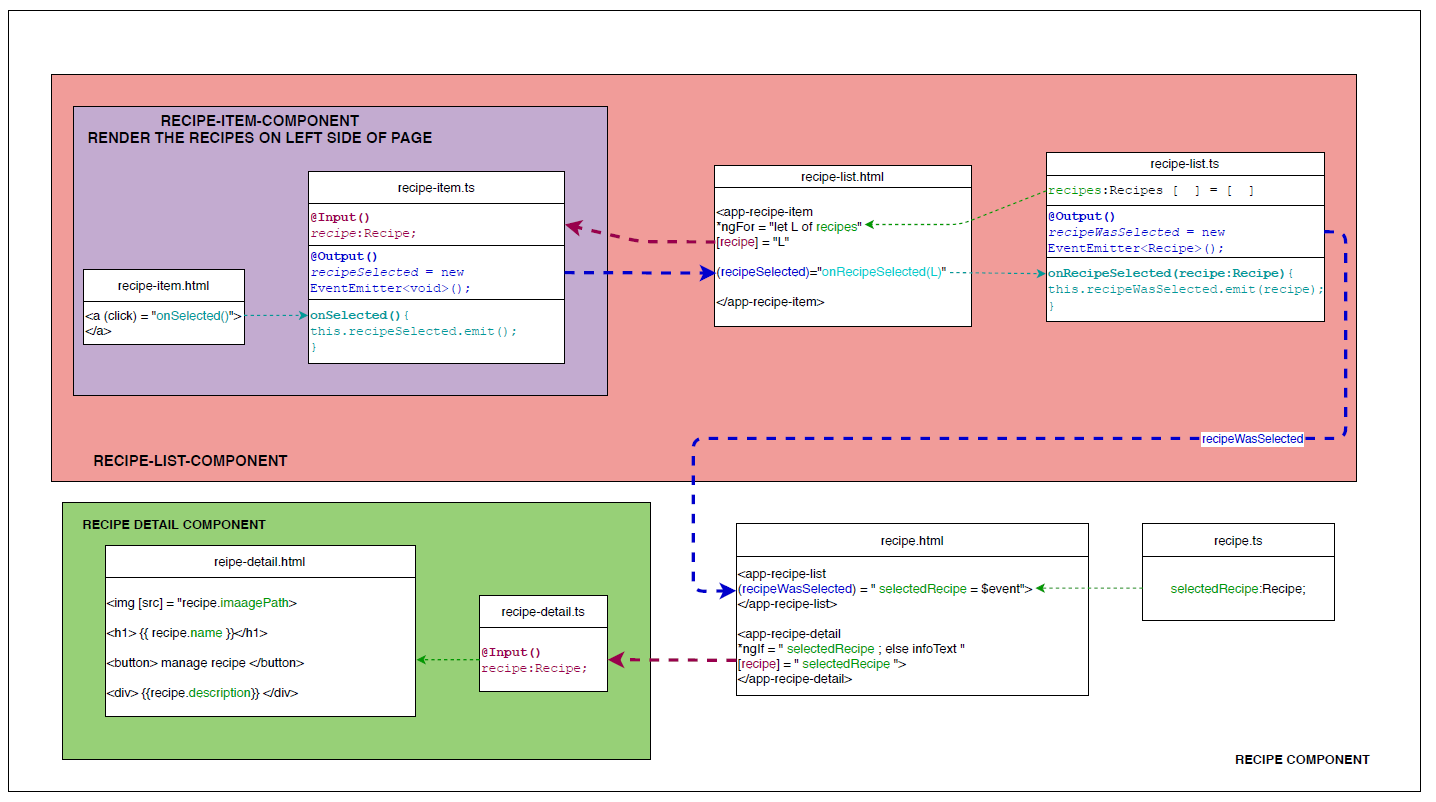 RECIPE-ITEM-COMPONENT
RENDER THE RECIPES ON LEFT SIDE OF PAGE
recipe-item.html
<a (click) = "onSelected()">
</a>
recipe-item.ts
@Input()
recipe:Recipe;
@Output()
recipeSelected = new
EventEmitter<void>();
onSelected(){
this.recipeSelected.emit();
}
recipe-list.html
<app-recipe-item
*ngFor = "let L of recipes"
[recipe] = "L"
(recipeSelected)="onRecipeSelected(L)"
</app-recipe-item>
recipe-list.ts
recipes:Recipes [ ] = [ ]
@Output()
recipeWasSelected = new
EventEmitter<Recipe>();
onRecipeSelected(recipe:Recipe){
this.recipeWasSelected.emit(recipe);
}
recipeWasSelected
RECIPE-LIST-COMPONENT
RECIPE DETAIL COMPONENT
reipe-detail.html
<img [src] = "recipe.imaagePath>
<h1> {{ recipe.name }}</h1>
<button> manage recipe </button>
<div> {{recipe.description}} </div>
recipe-detail.ts
@Input()
recipe:Recipe;
recipe.html
<app-recipe-list
(recipeWasSelected) = " selectedRecipe = $event">
</app-recipe-list>
<app-recipe-detail
*ngIf = " selectedRecipe ; else infoText "
[recipe] = " selectedRecipe ">
</app-recipe-detail>
recipe.ts
selectedRecipe:Recipe;
RECIPE COMPONENT